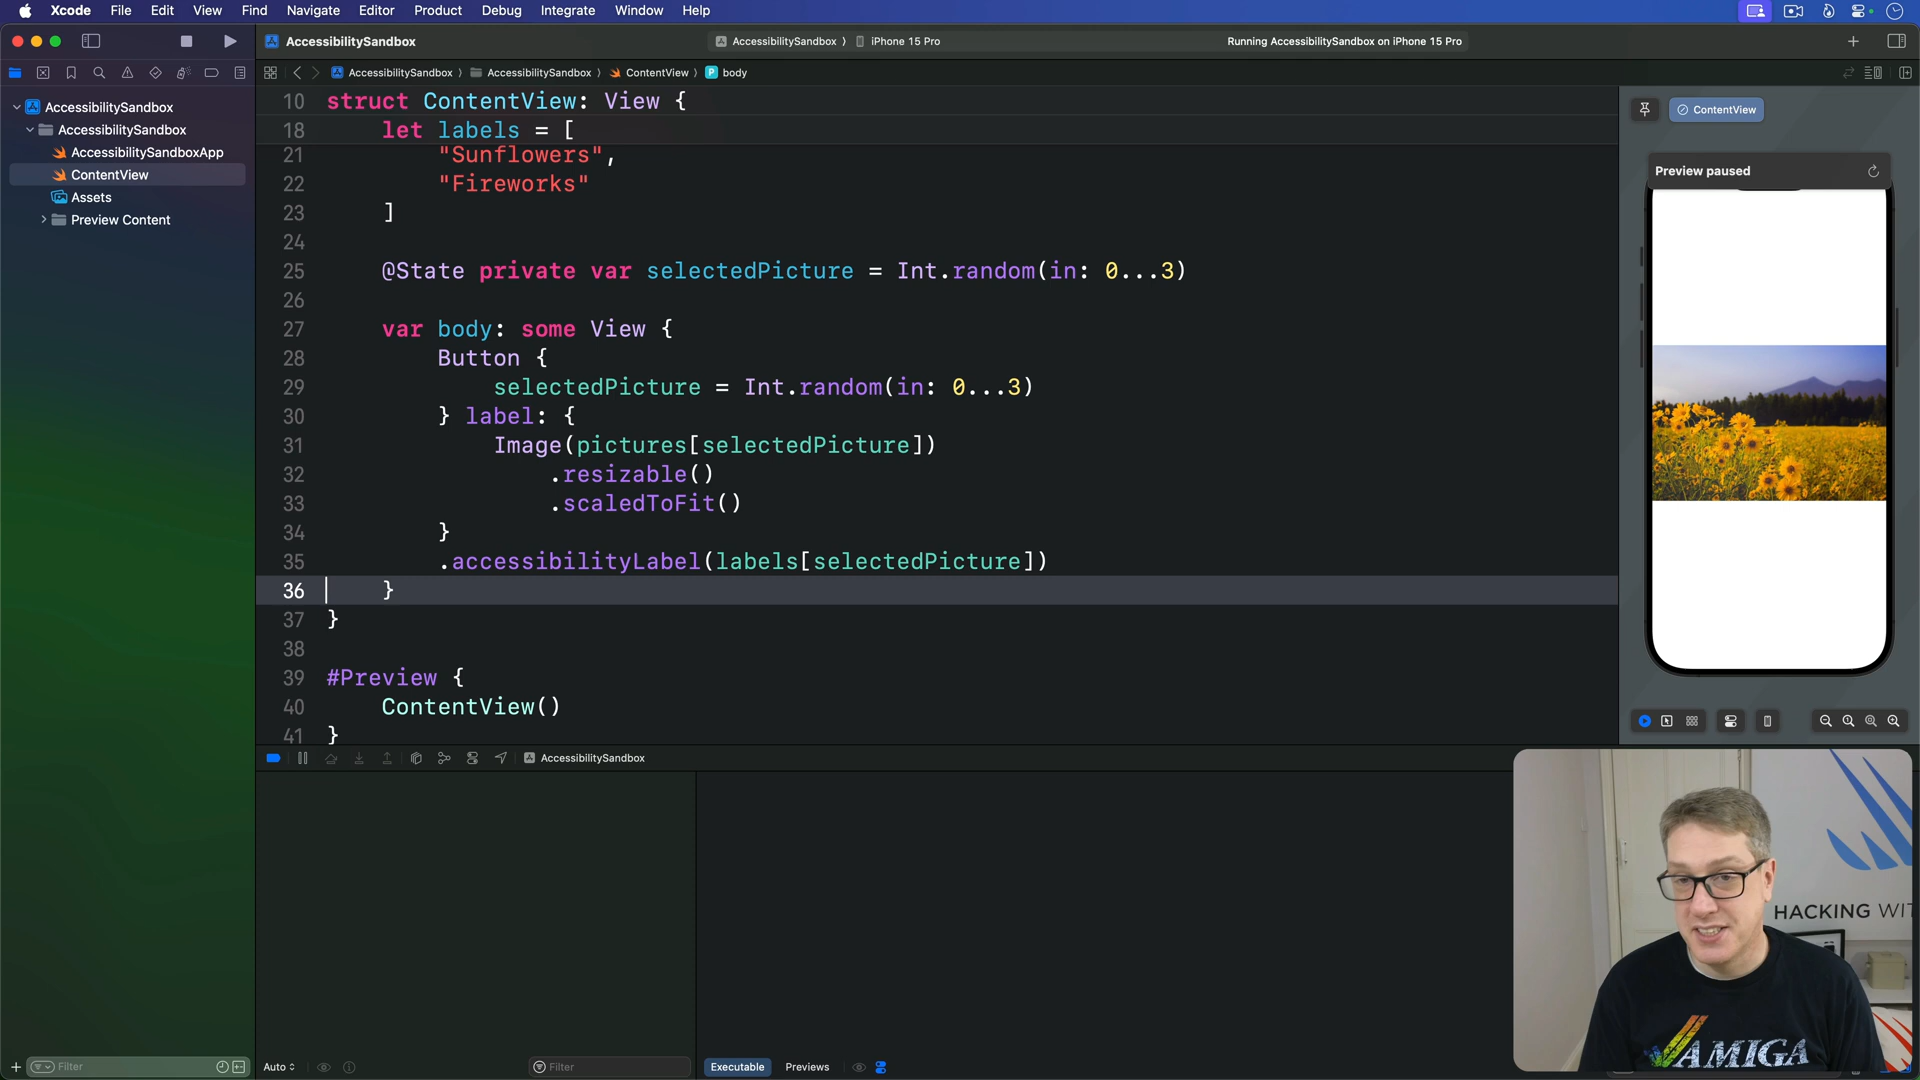 Xcode File Edit View Find Navigate Editor Product Debug Integrate Window Help
AccessibilitySandbox
AccessibilitySandbox 〉 iPhone 15 Pro
Running AccessibilitySandbox on iPhone 15 Pro
AccessibilitySandbox 〉 AccessibilitySandbox 〉 ContentView 〉 P body
AccessibilitySandbox
AccessibilitySandbox
AccessibilitySandboxApp
ContentView
Assets
Preview Content
10 struct ContentView: View {
18 let labels = [
21 "Sunflowers",
22 "Fireworks"
23 ]
24
25 @State private var selectedPicture = Int.random(in: 0...3)
26
27 var body: some View {
28 Button {
29 selectedPicture = Int.random(in: 0...3)
30 } label: {
31 Image(pictures[selectedPicture])
32 .resizable()
33 .scaledToFit()
34 }
35 .accessibilityLabel(labels[selectedPicture])
36 }
37 }
38
39 #Preview {
40 ContentView()
41 }
ContentView
Preview paused
AccessibilitySandbox
HACKING WIT
AMIGA
Filter
Auto
Filter
Executable Previews